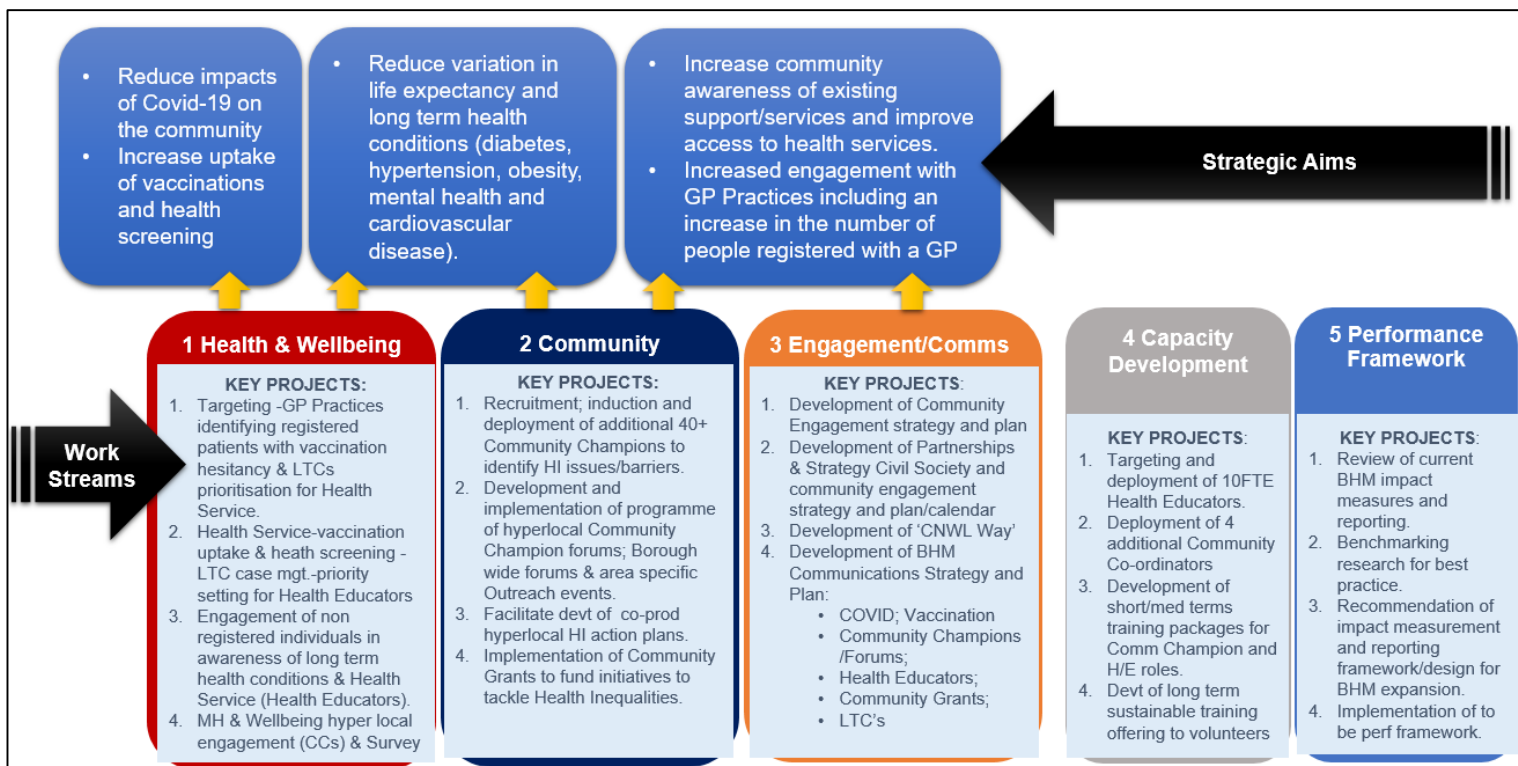 • Reduce impacts
of Covid-19 on
the community
• Increase uptake
of vaccinations
and health
screening
• Reduce variation in
life expectancy and
long term health
conditions (diabetes,
hypertension, obesity,
mental health and
cardiovascular
disease).
• Increase community
awareness of existing
support/services and improve
access to health services.
• Increased engagement with
GP Practices including an
increase in the number of
people registered with a GP
Strategic Aims
Work
Streams
1 Health & Wellbeing
KEY PROJECTS:
1. Targeting -GP Practices
identifying registered
patients with vaccination
hesitancy & LTCs
prioritisation for Health
Service.
2. Health Service-vaccination
uptake & heath screening -
LTC case mgt.-priority
setting for Health Educators
3. Engagement of non
registered individuals in
awareness of long term
health conditions & Health
Service (Health Educators).
4. MH & Wellbeing hyper local
engagement (CCs) & Survey
2 Community
KEY PROJECTS:
1. Recruitment; induction and
deployment of additional 40+
Community Champions to
identify HI issues/barriers.
2. Development and
implementation of programme
of hyperlocal Community
Champion forums; Borough
wide forums & area specific
Outreach events.
3. Facilitate devt of co-prod
hyperlocal HI action plans.
4. Implementation of Community
Grants to fund initiatives to
tackle Health Inequalities.
3 Engagement/Comms
KEY PROJECTS:
1. Development of Community
Engagement strategy and plan
2. Development of Partnerships
& Strategy Civil Society and
community engagement
strategy and plan/calendar
3. Development of ‘CNWL Way’
4. Development of BHM
Communications Strategy and
Plan:
• COVID; Vaccination
• Community Champions
/Forums;
• Health Educators;
• Community Grants;
• LTC’s
4 Capacity
Development
KEY PROJECTS:
1. Targeting and
deployment of 10FTE
Health Educators.
2. Deployment of 4
additional Community
Co-ordinators
3. Development of
short/med terms
training packages for
Comm Champion and
H/E roles.
4. Devt of long term
sustainable training
offering to volunteers
5 Performance
Framework
KEY PROJECTS:
1. Review of current
BHM impact
measures and
reporting.
2. Benchmarking
research for best
practice.
3. Recommendation of
impact measurement
and reporting
framework/design for
BHM expansion.
4. Implementation of to
be perf framework.